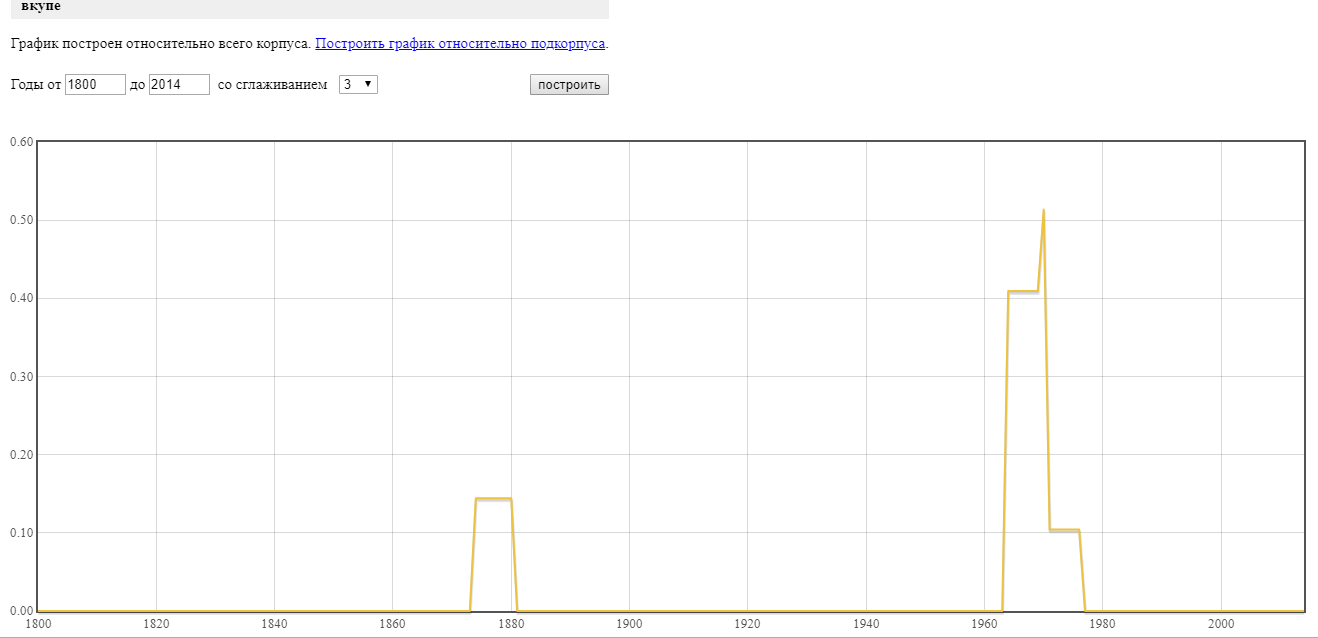 вкупе
График построен относительно всего корпуса. Построить график относительно подкорпуса.
Годы от 1800 до 2014 со сглаживанием 3 построить
0.60
0.50
0.40
0.30
0.20
0.10
0.00
1800 1820 1840 1860 1880 1900 1920 1940 1960 1980 2000